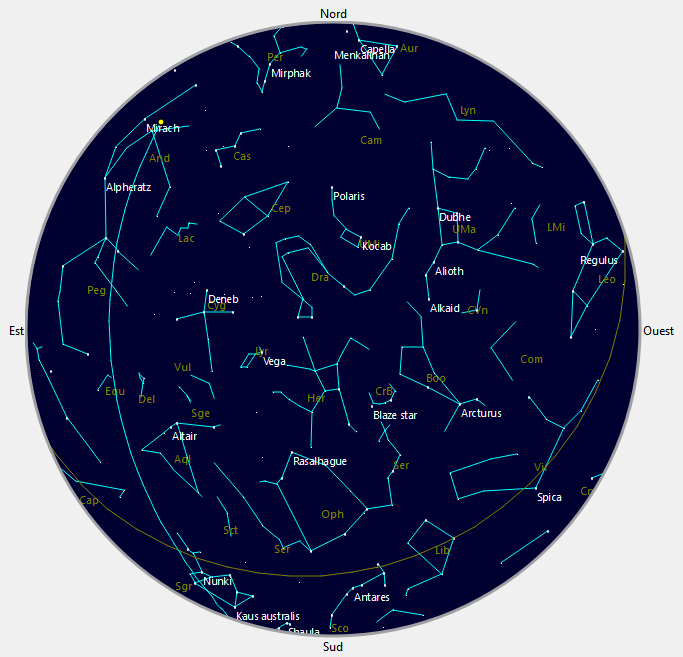 Nord
Capella
Aur
Menkalinan
Per
Mirphak
Lyn
Mirach
Cam
And
Cas
Alpheratz
Polaris
Cep
Dubhe
UMa
LMi
Lac
Kocab
Regulus
Dra
Alioth
Leo
Peg
Deneb
Cyg
Alkaid
CVn
Est
Ouest
Lyr
Vega
Com
Vul
Boo
Equ
Del
Her
CrB
Sge
Blaze star
Arcturus
Altair
Aql
Rasalhague
Ser
Vir
Cap
Spica
Oph
Sct
Ser
Lib
Sgr
Nunki
Antares
Kaus australis
Shaula
Sco
Sud